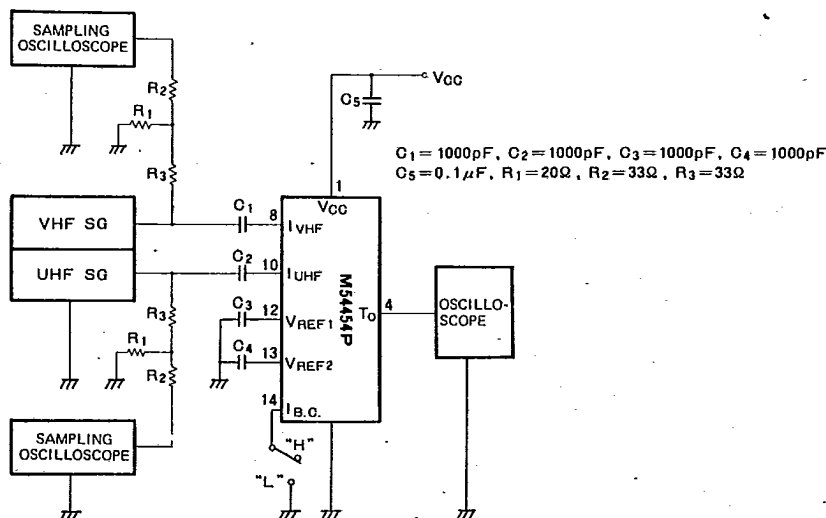 SAMPLING
OSCILLOSCOPE
R2
R1
R3
VCC
C5
C1=1000pF, C2=1000pF, C3=1000pF, C4=1000pF
C5=0.1μF, R1=20Ω, R2=33Ω, R3=33Ω
1
VCC
VHF SG
C1
8
IVHF
UHF SG
C2
10
IUHF
M54454P
R3
C3
12
VREF1
TO
4
OSCILLO-
SCOPE
R1
R2
C4
13
VREF2
14
IB.C.
"H"
"L"
SAMPLING
OSCILLOSCOPE